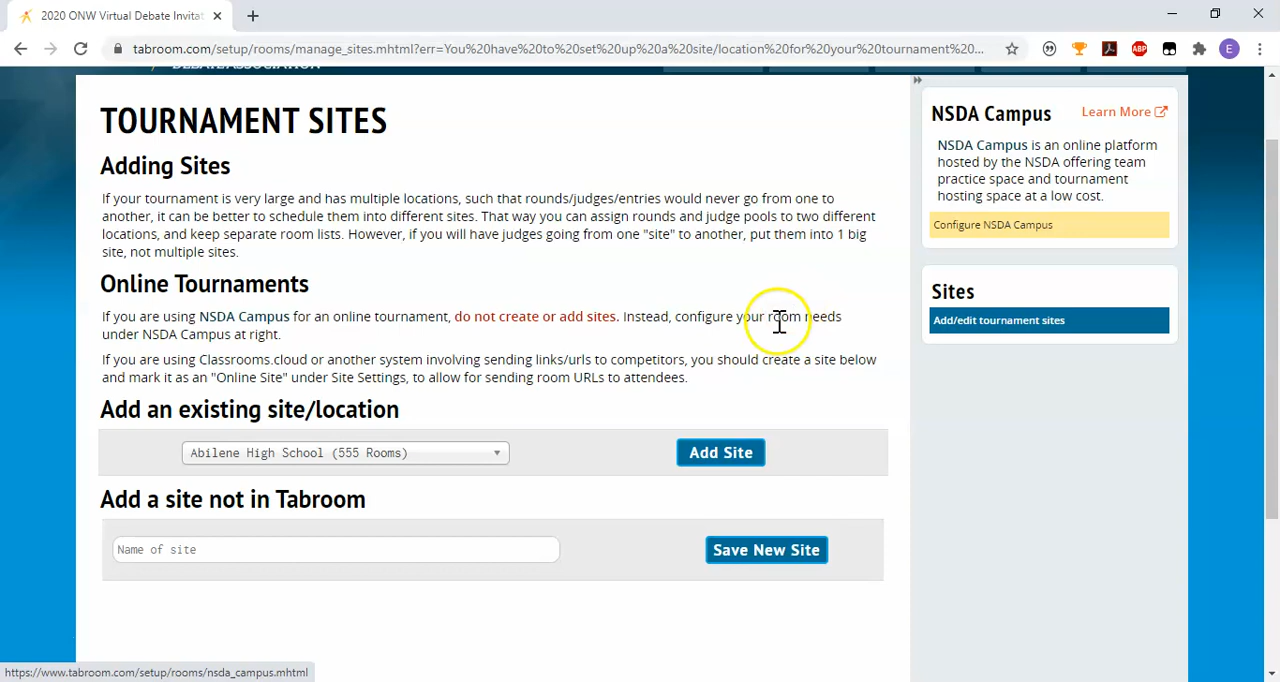 2020 ONW Virtual Debate Invitat
tabroom.com/setup/rooms/manage_sites.mhtml?err=You%20have%20to%20set%20up%20a%20site/location%20for%20your%20tournament%20...
E
DEBATE ASSOCIATION
TOURNAMENT SITES
Adding Sites
If your tournament is very large and has multiple locations, such that rounds/judges/entries would never go from one to
another, it can be better to schedule them into different sites. That way you can assign rounds and judge pools to two different
locations, and keep separate room lists. However, if you will have judges going from one "site" to another, put them into 1 big
site, not multiple sites.
Online Tournaments
If you are using NSDA Campus for an online tournament, do not create or add sites. Instead, configure your room needs
under NSDA Campus at right.
If you are using Classrooms.cloud or another system involving sending links/urls to competitors, you should create a site below
and mark it as an "Online Site" under Site Settings, to allow for sending room URLs to attendees.
Add an existing site/location
Abilene High School (555 Rooms)
Add Site
Add a site not in Tabroom
Name of site
Save New Site
NSDA Campus
Learn More
NSDA Campus is an online platform
hosted by the NSDA offering team
practice space and tournament
hosting space at a low cost.
Configure NSDA Campus
Sites
Add/edit tournament sites
https://www.tabroom.com/setup/rooms/nsda_campus.mhtml